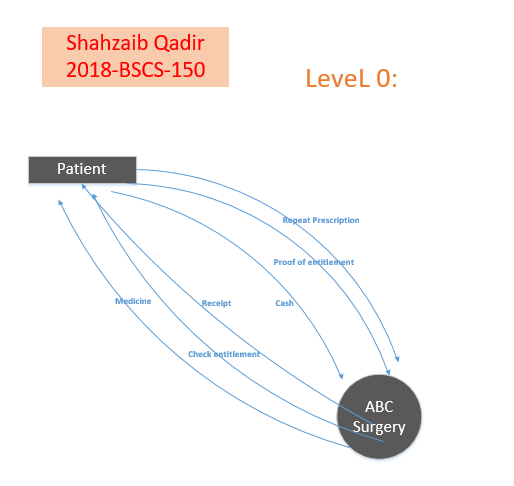 Shahzaib Qadir
2018-BSCS-150
LeveL 0:
Patient
Repeat Prescription
Proof of entitlement
Medicine
Receipt
Cash
Check entitlement
ABC
Surgery